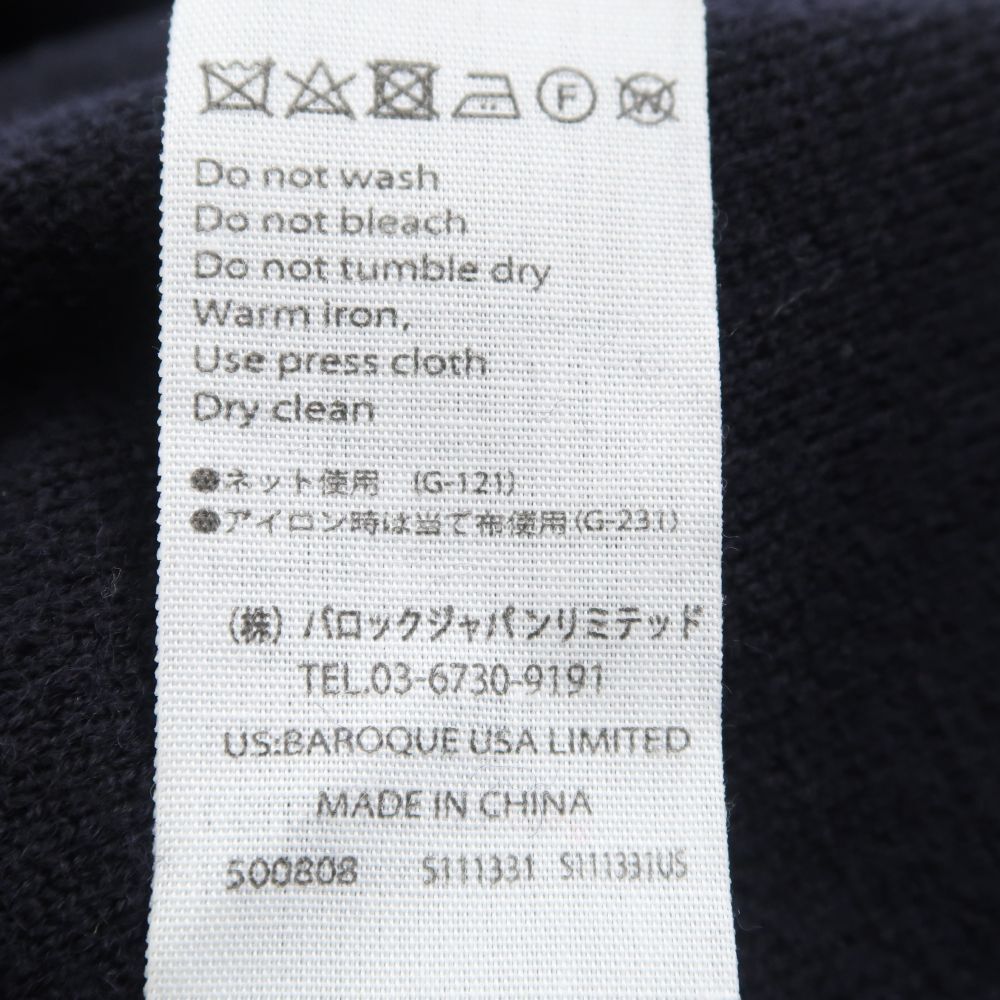 F W
Do not wash
Do not bleach
Do not tumble dry
Warm iron,
Use press cloth
Dry clean
●ネット使用 (G-121)
●アイロン時は当て布使用(G-231)
(株) バロックジャパンリミテッド
TEL.03-6730-9191
US:BAROQUE USA LIMITED
MADE IN CHINA
500808 S111331 S111331US